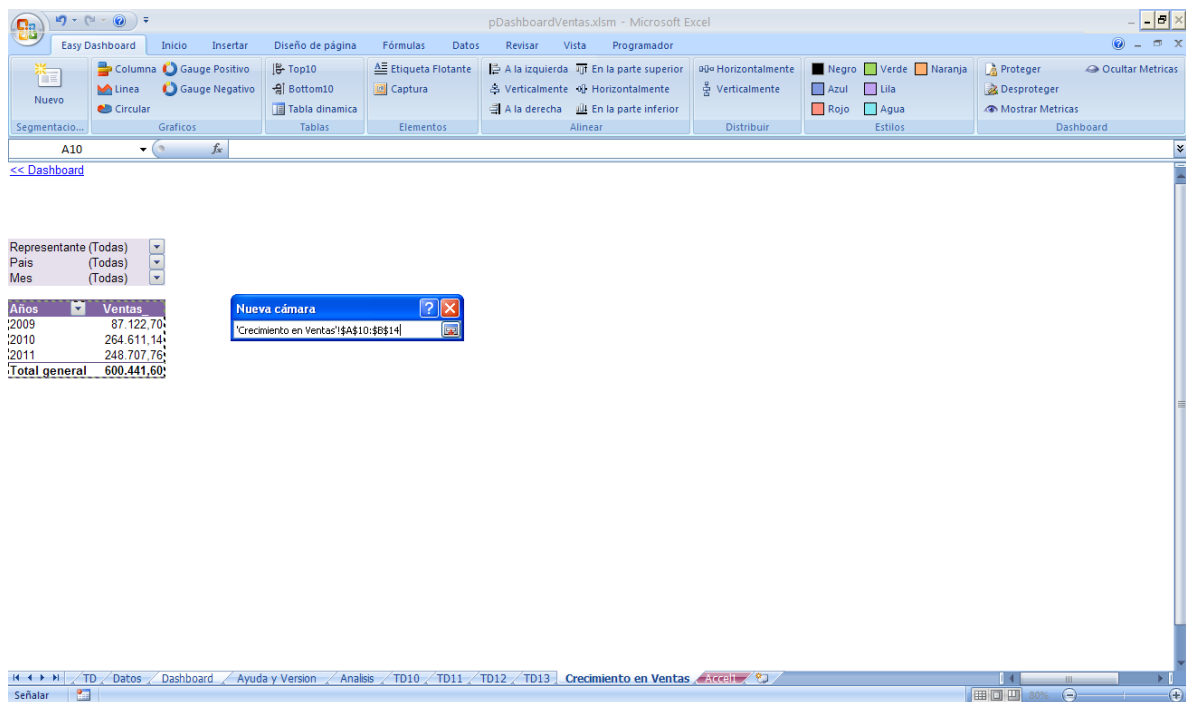 pDashboardVentas.xlsm - Microsoft Excel
Easy Dashboard Inicio Insertar Diseño de página Fórmulas Datos Revisar Vista Programador
Columna Gauge Positivo Top10 Etiqueta Flotante A la izquierda En la parte superior Horizontalmente Negro Verde Naranja Proteger Ocultar Metricas
Nuevo Linea Gauge Negativo Bottom10 Captura Verticalmente Horizontalmente Verticalmente Azul Lila Desproteger
Circular Tabla dinamica A la derecha En la parte inferior Rojo Agua Mostrar Metricas
Segmentacio... Graficos Tablas Elementos Alinear Distribuir Estilos Dashboard
A10 fx
<< Dashboard
Representante (Todas)
Pais (Todas)
Mes (Todas)
Años Ventas_
2009 87.122,70
2010 264.611,14
2011 248.707,76
Total general 600.441,60
Nueva cámara
'Crecimiento en Ventas'!$A$10:$B$14
TD Datos Dashboard Ayuda y Version Analisis TD10 TD11 TD12 TD13 Crecimiento en Ventas
Señalar 80%